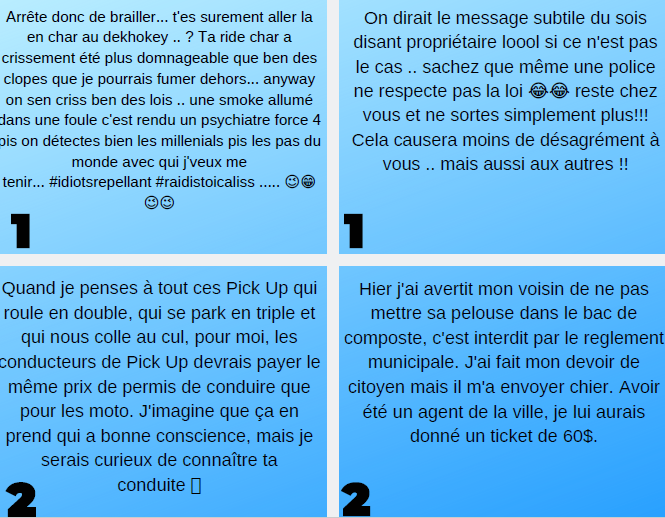 Arrête donc de brailler... t'es surement aller la
en char au dekhokey .. ? Ta ride char a
crissement été plus domnageable que ben des
clopes que je pourrais fumer dehors... anyway
on sen criss ben des lois .. une smoke allumé
dans une foule c'est rendu un psychiatre force 4
pis on détectes bien les millenials pis les pas du
monde avec qui j'veux me
tenir... #idiotsrepellant #raidistoicaliss ..... 😉😁
😉😉
1
On dirait le message subtile du sois
disant propriétaire loool si ce n'est pas
le cas .. sachez que même une police
ne respecte pas la loi 😂😂 reste chez
vous et ne sortes simplement plus!!!
Cela causera moins de désagrément à
vous .. mais aussi aux autres !!
1
Quand je penses à tout ces Pick Up qui
roule en double, qui se park en triple et
qui nous colle au cul, pour moi, les
conducteurs de Pick Up devrais payer le
même prix de permis de conduire que
pour les moto. J'imagine que ça en
prend qui a bonne conscience, mais je
serais curieux de connaître ta
conduite
2
Hier j'ai avertit mon voisin de ne pas
mettre sa pelouse dans le bac de
composte, c'est interdit par le reglement
municipale. J'ai fait mon devoir de
citoyen mais il m'a envoyer chier. Avoir
été un agent de la ville, je lui aurais
donné un ticket de 60$.
2